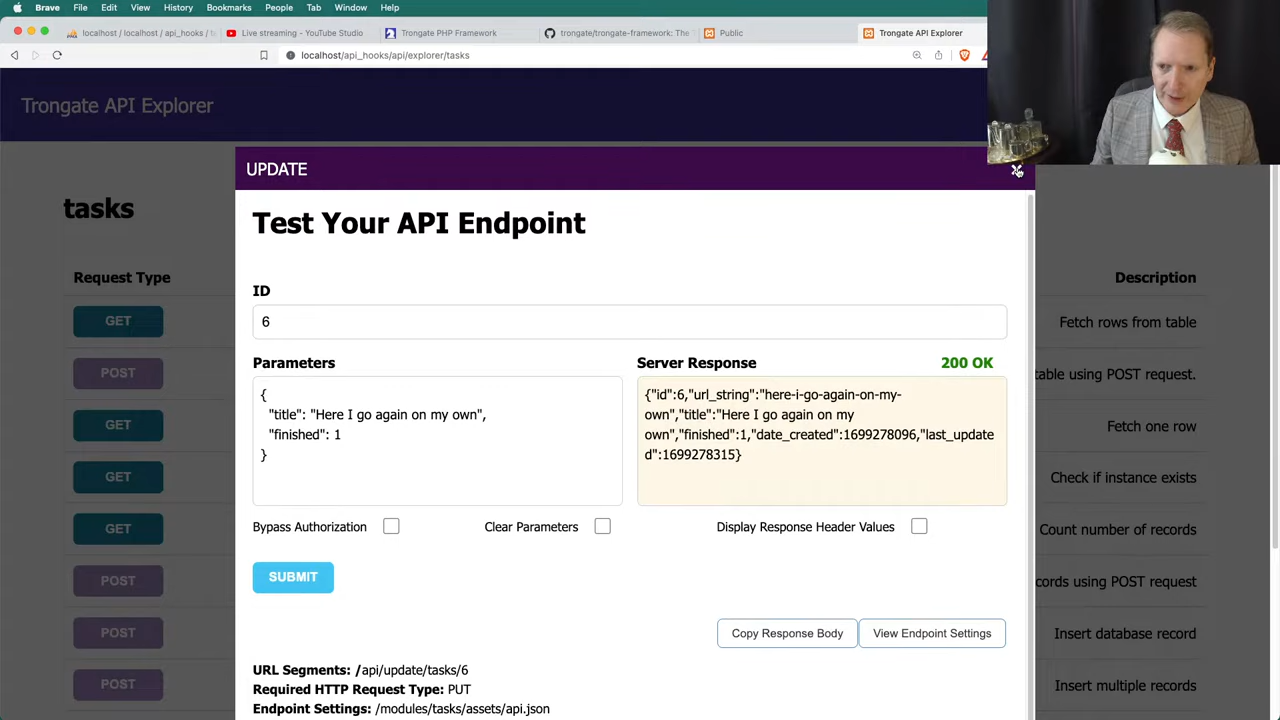 Brave File Edit View History Bookmarks People Tab Window Help
localhost / localhost / api_hooks / t
Live streaming - YouTube Studio
Trongate PHP Framework
trongate/trongate-framework: The
Public
Trongate API Explorer
localhost/api_hooks/api/explorer/tasks
Trongate API Explorer
UPDATE
tasks
Test Your API Endpoint
Request Type
Description
ID
6
GET
Fetch rows from table
Parameters
Server Response
200 OK
POST
table using POST request.
{
"title": "Here I go again on my own",
"finished": 1
}
{"id":6,"url_string":"here-i-go-again-on-my-
own","title":"Here I go again on my
own","finished":1,"date_created":1699278096,"last_update
d":1699278315}
GET
Fetch one row
GET
Check if instance exists
GET
Count number of records
Bypass Authorization
Clear Parameters
Display Response Header Values
POST
cords using POST request
SUBMIT
POST
Insert database record
Copy Response Body
View Endpoint Settings
POST
Insert multiple records
URL Segments: /api/update/tasks/6
Required HTTP Request Type: PUT
Endpoint Settings: /modules/tasks/assets/api.json